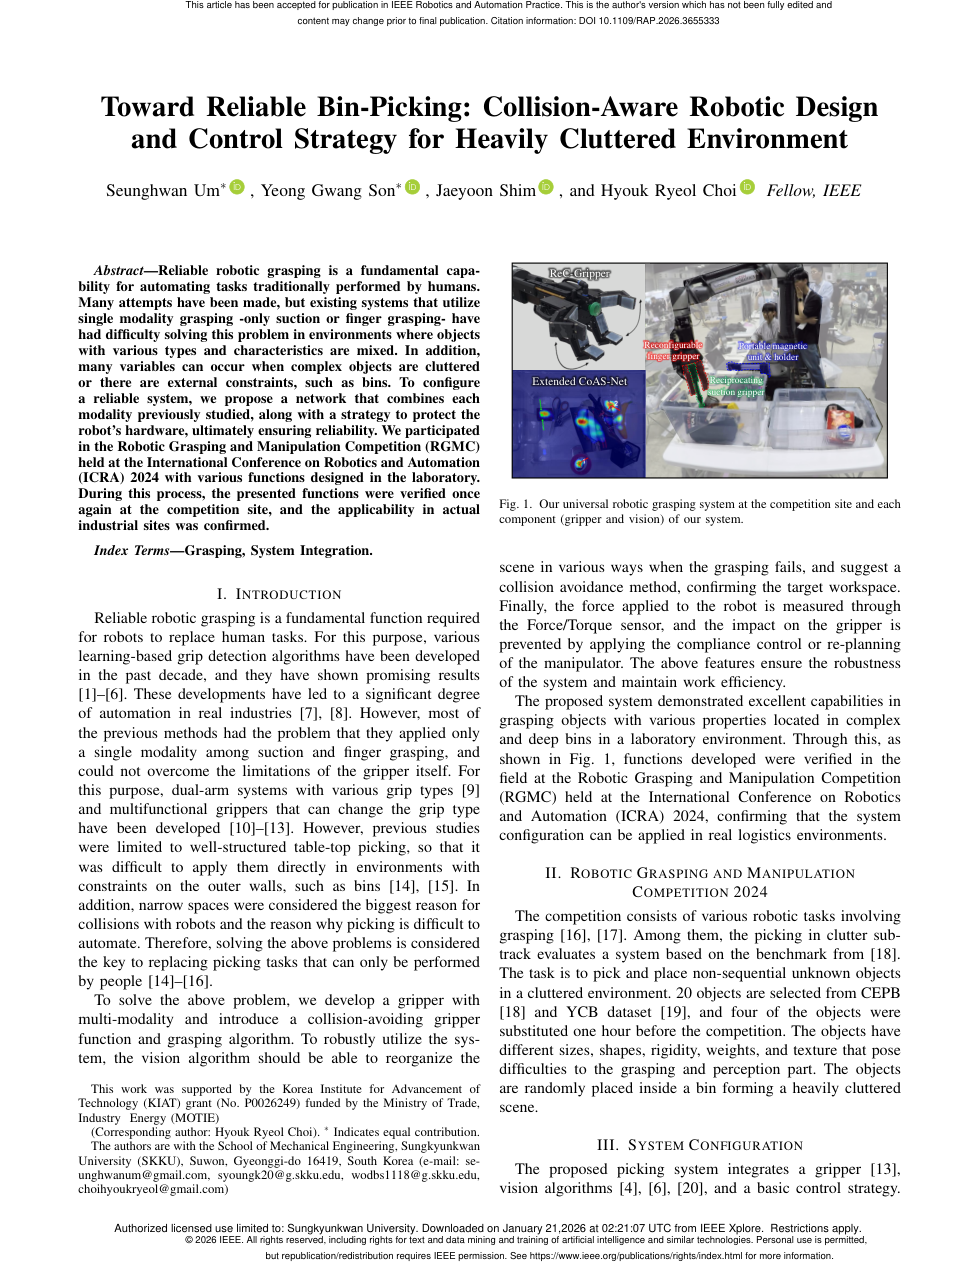 This article has been accepted for publication in IEEE Robotics and Automation Practice. This is the author's version which has not been fully edited and
content may change prior to final publication. Citation information: DOI 10.1109/RAP.2026.3655333
Toward Reliable Bin-Picking: Collision-Aware Robotic Design
and Control Strategy for Heavily Cluttered Environment
Seunghwan Um* iD , Yeong Gwang Son* iD , Jaeyoon Shim iD , and Hyouk Ryeol Choi iD Fellow, IEEE
Abstract—Reliable robotic grasping is a fundamental capa-
bility for automating tasks traditionally performed by humans.
Many attempts have been made, but existing systems that utilize
single modality grasping -only suction or finger grasping- have
had difficulty solving this problem in environments where objects
with various types and characteristics are mixed. In addition,
many variables can occur when complex objects are cluttered
or there are external constraints, such as bins. To configure
a reliable system, we propose a network that combines each
modality previously studied, along with a strategy to protect the
robot's hardware, ultimately ensuring reliability. We participated
in the Robotic Grasping and Manipulation Competition (RGMC)
held at the International Conference on Robotics and Automation
(ICRA) 2024 with various functions designed in the laboratory.
During this process, the presented functions were verified once
again at the competition site, and the applicability in actual
industrial sites was confirmed.
Index Terms—Grasping, System Integration.
I. INTRODUCTION
Reliable robotic grasping is a fundamental function required
for robots to replace human tasks. For this purpose, various
learning-based grip detection algorithms have been developed
in the past decade, and they have shown promising results
[1]–[6]. These developments have led to a significant degree
of automation in real industries [7], [8]. However, most of
the previous methods had the problem that they applied only
a single modality among suction and finger grasping, and
could not overcome the limitations of the gripper itself. For
this purpose, dual-arm systems with various grip types [9]
and multifunctional grippers that can change the grip type
have been developed [10]–[13]. However, previous studies
were limited to well-structured table-top picking, so that it
was difficult to apply them directly in environments with
constraints on the outer walls, such as bins [14], [15]. In
addition, narrow spaces were considered the biggest reason for
collisions with robots and the reason why picking is difficult to
automate. Therefore, solving the above problems is considered
the key to replacing picking tasks that can only be performed
by people [14]–[16].
To solve the above problem, we develop a gripper with
multi-modality and introduce a collision-avoiding gripper
function and grasping algorithm. To robustly utilize the sys-
tem, the vision algorithm should be able to reorganize the
This work was supported by the Korea Institute for Advancement of
Technology (KIAT) grant (No. P0026249) funded by the Ministry of Trade,
Industry Energy (MOTIE)
(Corresponding author: Hyouk Ryeol Choi). * Indicates equal contribution.
The authors are with the School of Mechanical Engineering, Sungkyunkwan
University (SKKU), Suwon, Gyeonggi-do 16419, South Korea (e-mail: se-
unghwanum@gmail.com, syoungk20@g.skku.edu, wodbs1118@g.skku.edu,
choihyoukryeol@gmail.com)
ReC-Gripper
Extended CoAS-Net
Reconfigurable
finger gripper
Portable magnetic
unit & holder
Reciprocating
suction gripper
Fig. 1. Our universal robotic grasping system at the competition site and each
component (gripper and vision) of our system.
scene in various ways when the grasping fails, and suggest a
collision avoidance method, confirming the target workspace.
Finally, the force applied to the robot is measured through
the Force/Torque sensor, and the impact on the gripper is
prevented by applying the compliance control or re-planning
of the manipulator. The above features ensure the robustness
of the system and maintain work efficiency.
The proposed system demonstrated excellent capabilities in
grasping objects with various properties located in complex
and deep bins in a laboratory environment. Through this, as
shown in Fig. 1, functions developed were verified in the
field at the Robotic Grasping and Manipulation Competition
(RGMC) held at the International Conference on Robotics
and Automation (ICRA) 2024, confirming that the system
configuration can be applied in real logistics environments.
II. ROBOTIC GRASPING AND MANIPULATION
COMPETITION 2024
The competition consists of various robotic tasks involving
grasping [16], [17]. Among them, the picking in clutter sub-
track evaluates a system based on the benchmark from [18].
The task is to pick and place non-sequential unknown objects
in a cluttered environment. 20 objects are selected from CEPB
[18] and YCB dataset [19], and four of the objects were
substituted one hour before the competition. The objects have
different sizes, shapes, rigidity, weights, and texture that pose
difficulties to the grasping and perception part. The objects
are randomly placed inside a bin forming a heavily cluttered
scene.
III. SYSTEM CONFIGURATION
The proposed picking system integrates a gripper [13],
vision algorithms [4], [6], [20], and a basic control strategy.
Authorized licensed use limited to: Sungkyunkwan University. Downloaded on January 21,2026 at 02:21:07 UTC from IEEE Xplore. Restrictions apply.
© 2026 IEEE. All rights reserved, including rights for text and data mining and training of artificial intelligence and similar technologies. Personal use is permitted,
but republication/redistribution requires IEEE permission. See https://www.ieee.org/publications/rights/index.html for more information.